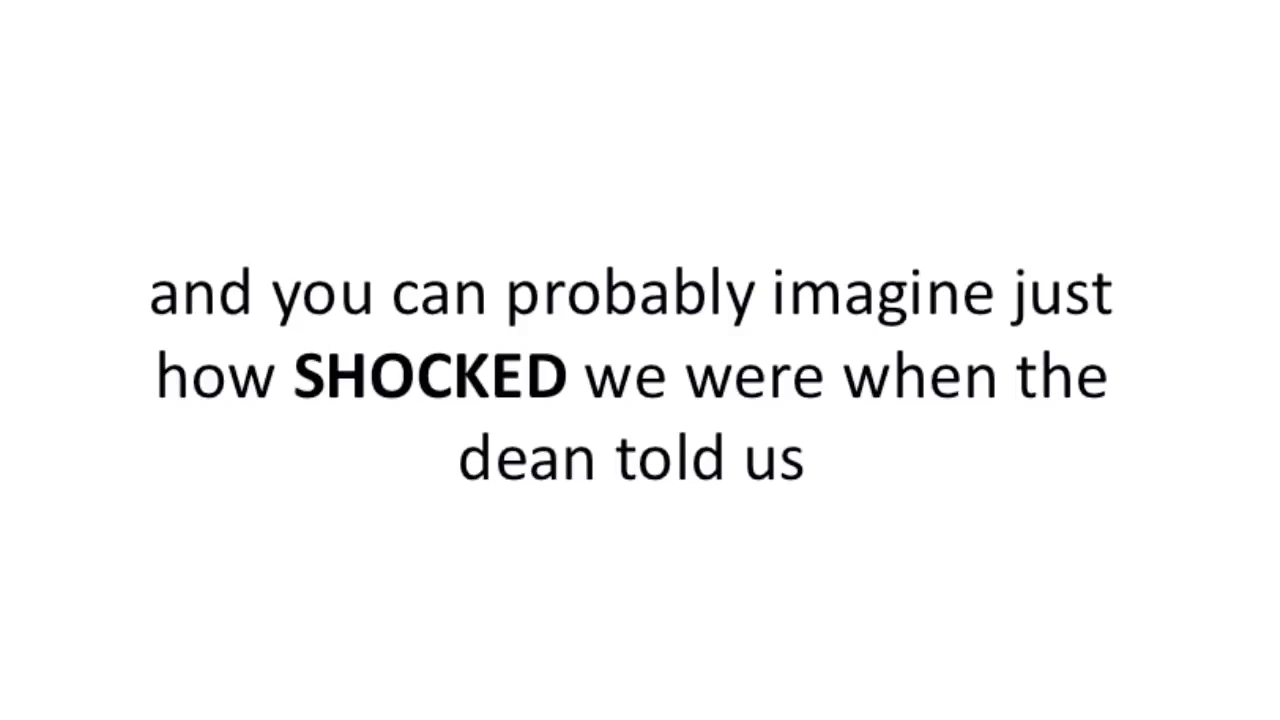 and you can probably imagine just
how SHOCKED we were when the
dean told us